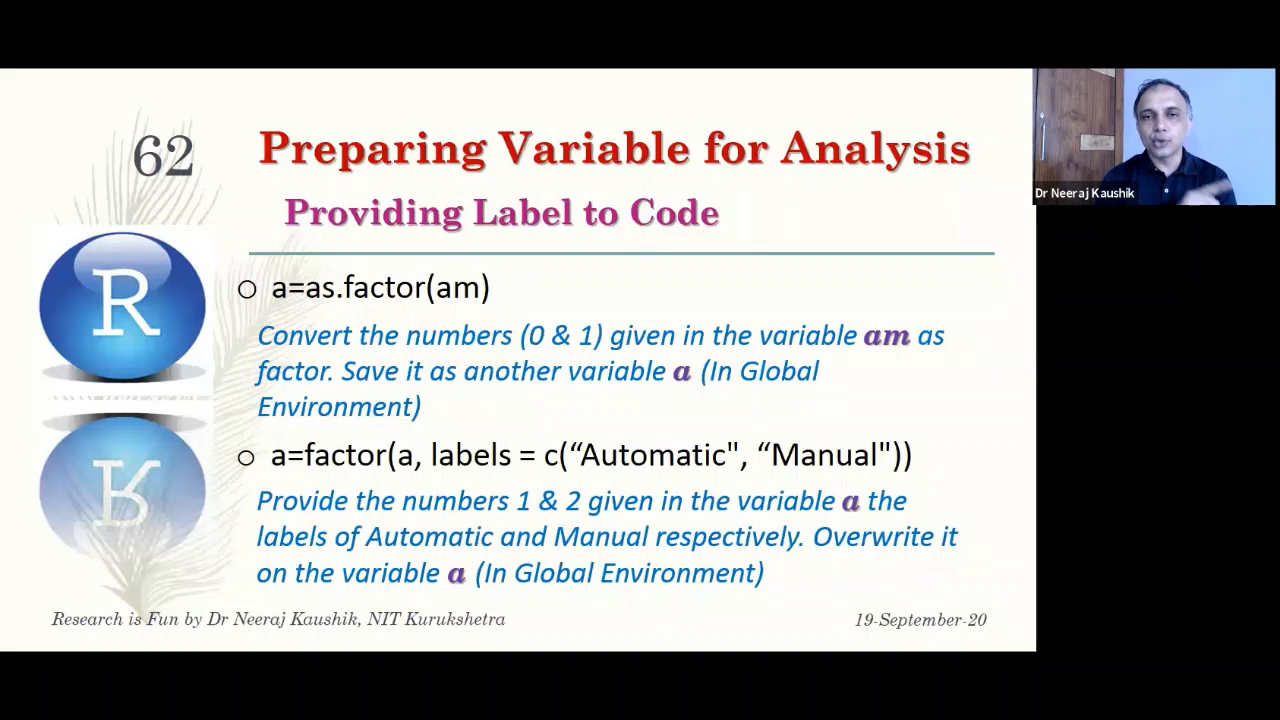 62
Preparing Variable for Analysis
Providing Label to Code
R
a=as.factor(am)
Convert the numbers (0 & 1) given in the variable am as
factor. Save it as another variable a (In Global
Environment)
a=factor(a, labels = c(“Automatic", “Manual"))
Provide the numbers 1 & 2 given in the variable a the
labels of Automatic and Manual respectively. Overwrite it
on the variable a (In Global Environment)
Research is Fun by Dr Neeraj Kaushik, NIT Kurukshetra
19-September-20
Dr Neeraj Kaushik